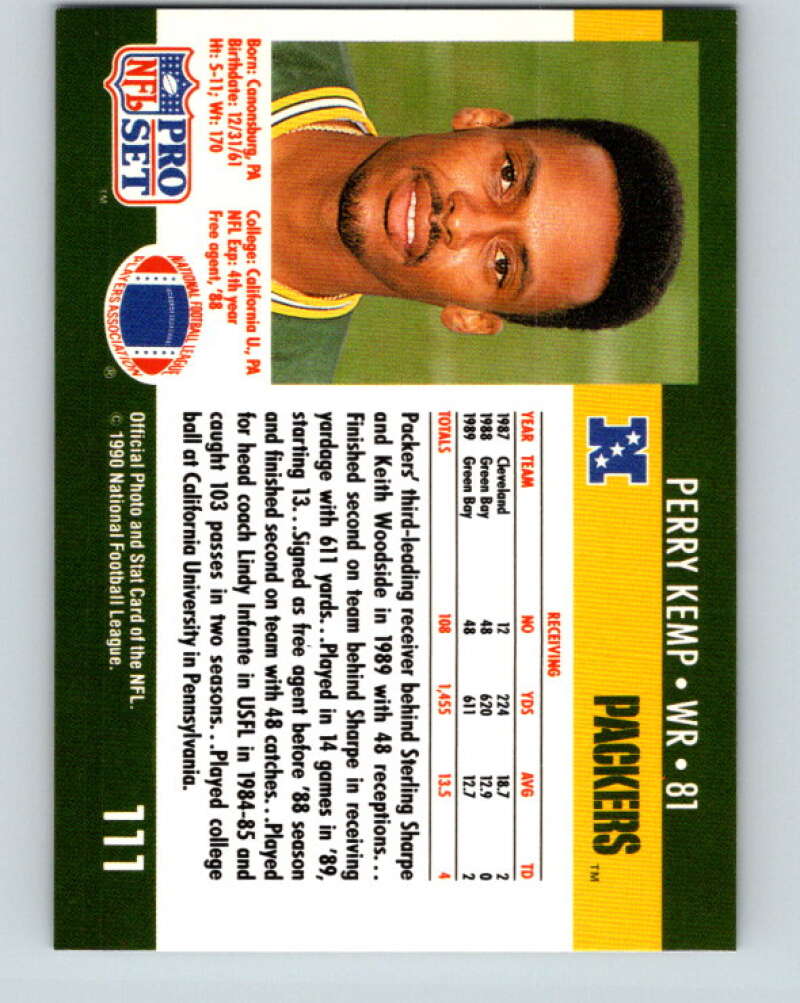 PERRY KEMP • WR • 81
PACKERS™
RECEIVING
YEAR TEAM NO YDS AVG TD
1987 Cleveland 12 224 18.7 2
1988 Green Bay 48 620 12.9 0
1989 Green Bay 48 611 12.7 2
TOTALS 108 1,455 13.5 4
Packers' third-leading receiver behind Sterling Sharpe
and Keith Woodside in 1989 with 48 receptions...
Finished second on team behind Sharpe in receiving
yardage with 611 yards...Played in 14 games in '89,
starting 13...Signed as free agent before '88 season
and finished second on team with 48 catches...Played
for head coach Lindy Infante in USFL in 1984-85 and
caught 103 passes in two seasons...Played college
ball at California University in Pennsylvania.
Born: Canonsburg, PA
Birthdate: 12/31/61
Ht: 5-11; Wt: 170
College: California U., PA
NFL Exp: 4th year
Free agent, '88
PRO
NFL
SET
™
NATIONAL FOOTBALL LEAGUE
PLAYERS ASSOCIATION
®
Official Photo and Stat Card of the NFL.
© 1990 National Football League.
111